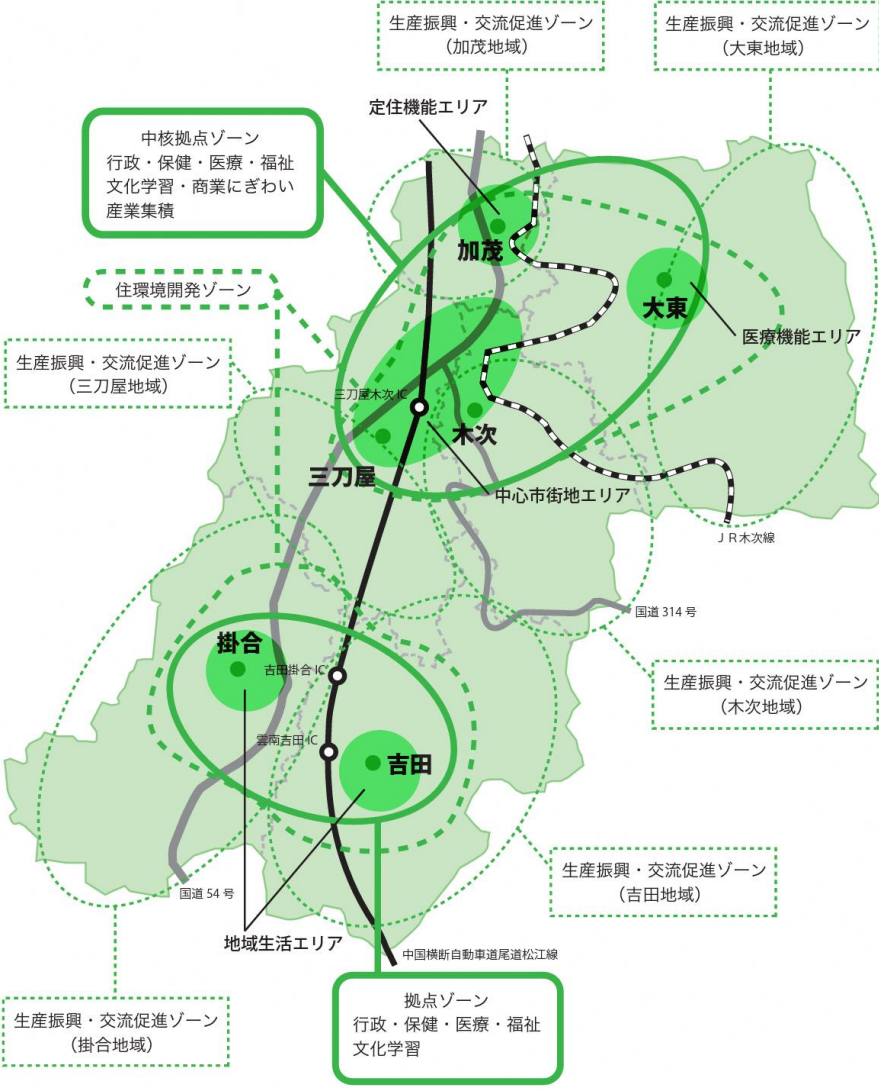 生産振興・交流促進ゾーン
（加茂地域）
生産振興・交流促進ゾーン
（大東地域）
定住機能エリア
中核拠点ゾーン
行政・保健・医療・福祉
文化学習・商業にぎわい
産業集積
加茂
住環境開発ゾーン
大東
医療機能エリア
生産振興・交流促進ゾーン
（三刀屋地域）
三刀屋木次 IC
木次
三刀屋
中心市街地エリア
ＪＲ木次線
国道 314 号
掛合
吉田掛合 IC
生産振興・交流促進ゾーン
（木次地域）
雲南吉田 IC
吉田
生産振興・交流促進ゾーン
（吉田地域）
国道 54 号
地域生活エリア
中国横断自動車道尾道松江線
拠点ゾーン
行政・保健・医療・福祉
文化学習
生産振興・交流促進ゾーン
（掛合地域）